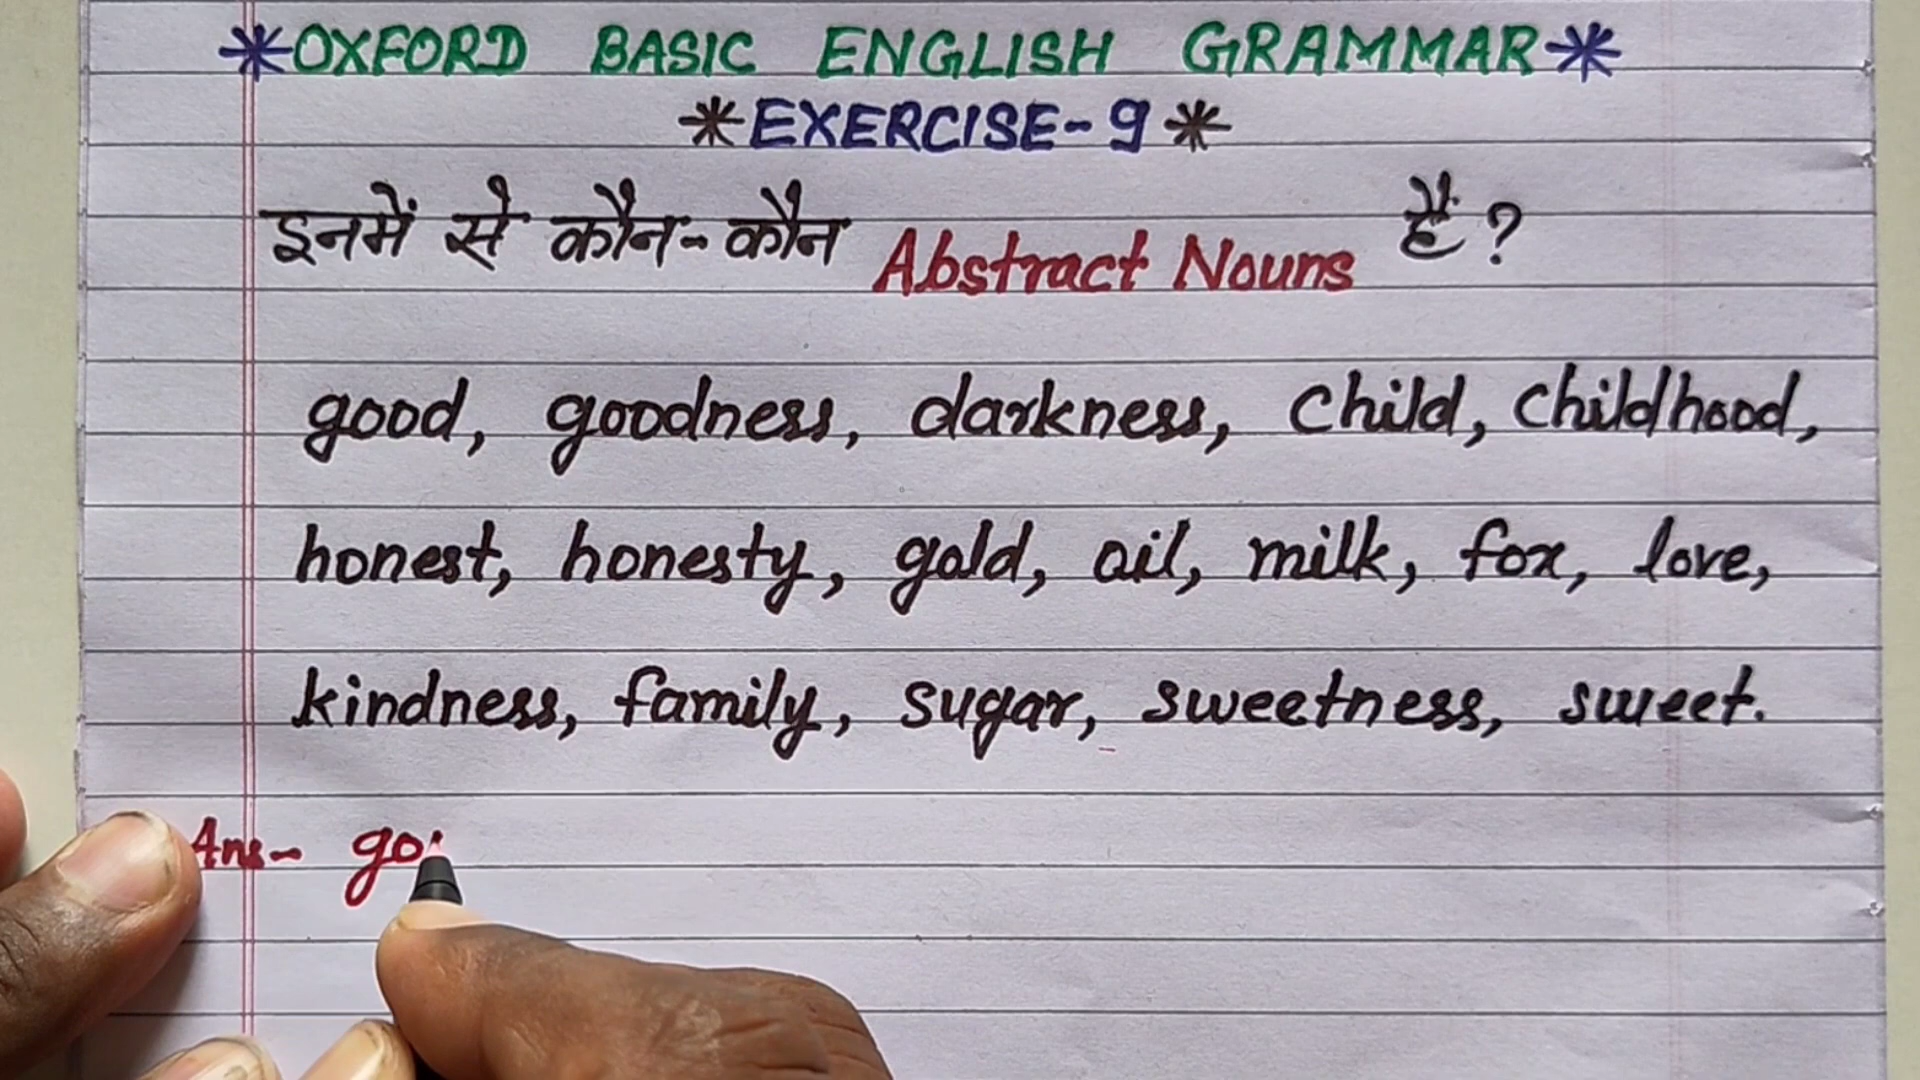 *OXFORD BASIC ENGLISH GRAMMAR*
*EXERCISE-9*
इनमें से कौन-कौन Abstract Nouns हैं?
good, goodness, darkness, Child, Childhood,
honest, honesty, gold, oil, milk, fox, love,
kindness, family, sugar, sweetness, sweet.
Ans- go